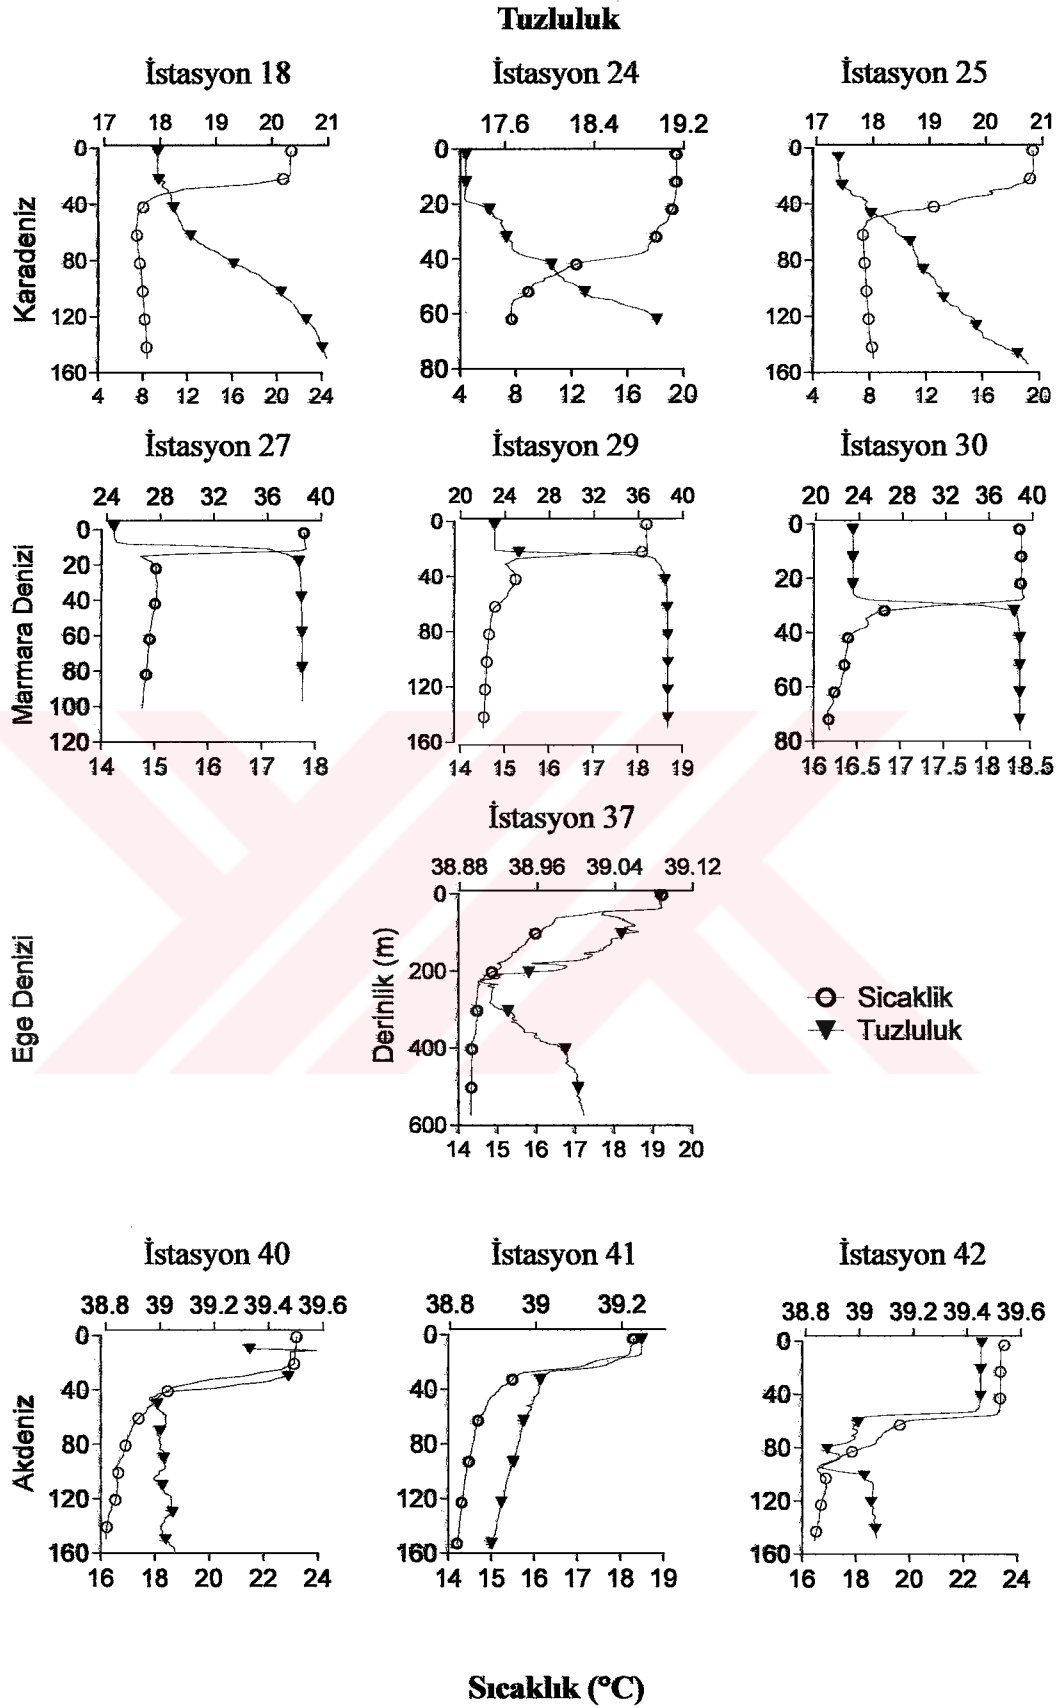 Tuzluluk
İstasyon 18 İstasyon 24 İstasyon 25
17 18 19 20 21 17.6 18.4 19.2 17 18 19 20 21
Karadeniz
0 40 80 120 160
0 20 40 60 80
0 40 80 120 160
4 8 12 16 20 24 4 8 12 16 20 4 8 12 16 20
İstasyon 27 İstasyon 29 İstasyon 30
24 28 32 36 40 20 24 28 32 36 40 20 24 28 32 36 40
Marmara Denizi
0 20 40 60 80 100 120
0 40 80 120 160
0 20 40 60 80
14 15 16 17 18 14 15 16 17 18 19 16 16.5 17 17.5 18 18.5
İstasyon 37
38.88 38.96 39.04 39.12
Ege Denizi
Derinlik (m)
0 200 400 600
14 15 16 17 18 19 20
Sicaklik
Tuzluluk
İstasyon 40 İstasyon 41 İstasyon 42
38.8 39 39.2 39.4 39.6 38.8 39 39.2 38.8 39 39.2 39.4 39.6
Akdeniz
0 40 80 120 160
0 40 80 120 160
0 40 80 120 160
16 18 20 22 24 14 15 16 17 18 19 16 18 20 22 24
Sıcaklık (°C)